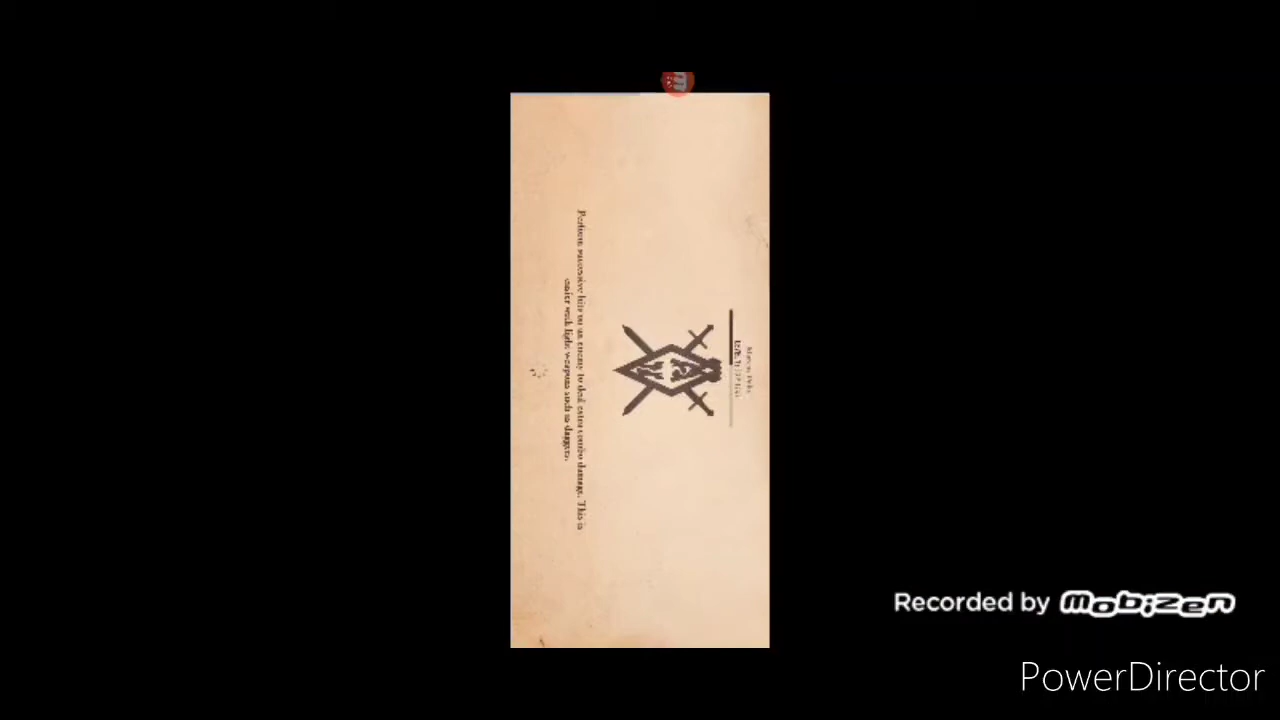 Perform successive hits on an enemy to deal extra combo damage. This is
easier with light weapons such as daggers.
Recorded by mobizen
PowerDirector